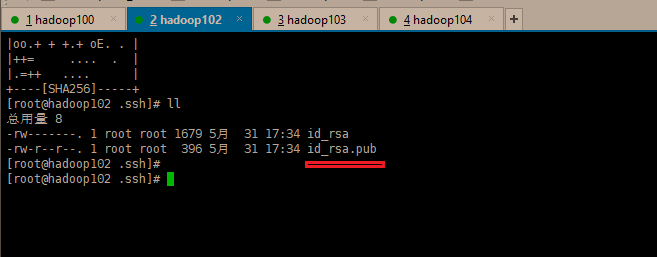 1 hadoop100 × 2 hadoop102 × 3 hadoop103 × 4 hadoop104 × +
|oo.+ + +.+ oE. . |
|++=     ....  .  |
|.=++   ....      |
+----[SHA256]-----+
[root@hadoop102 .ssh]# ll
总用量 8
-rw-------. 1 root root 1679 5月  31 17:34 id_rsa
-rw-r--r--. 1 root root  396 5月  31 17:34 id_rsa.pub
[root@hadoop102 .ssh]#
[root@hadoop102 .ssh]#